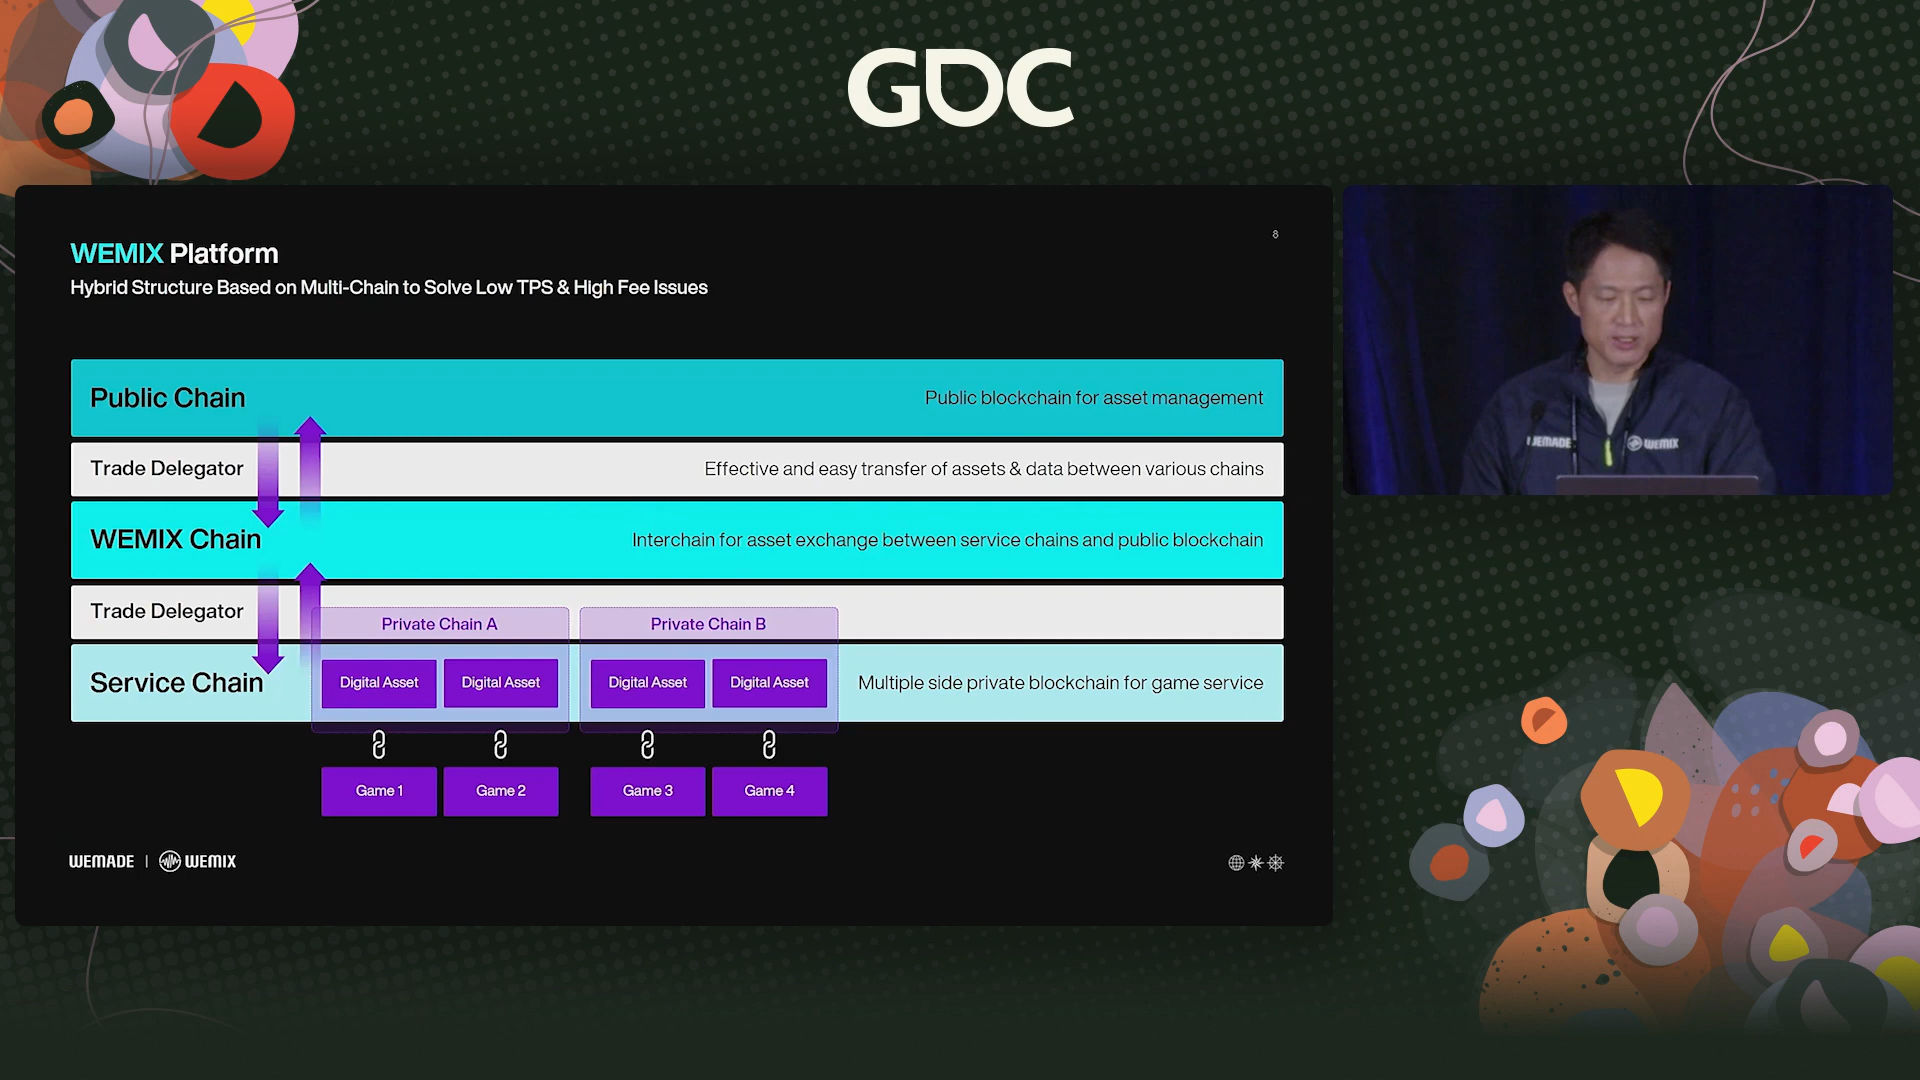 GDC
8
WEMIX Platform
Hybrid Structure Based on Multi-Chain to Solve Low TPS & High Fee Issues
Public Chain
Public blockchain for asset management
Trade Delegator
Effective and easy transfer of assets & data between various chains
WEMIX Chain
Interchain for asset exchange between service chains and public blockchain
Trade Delegator
Private Chain A
Private Chain B
Service Chain
Digital Asset
Digital Asset
Digital Asset
Digital Asset
Multiple side private blockchain for game service
Game 1
Game 2
Game 3
Game 4
WEMADE | WEMIX
WEMADE
WEMIX